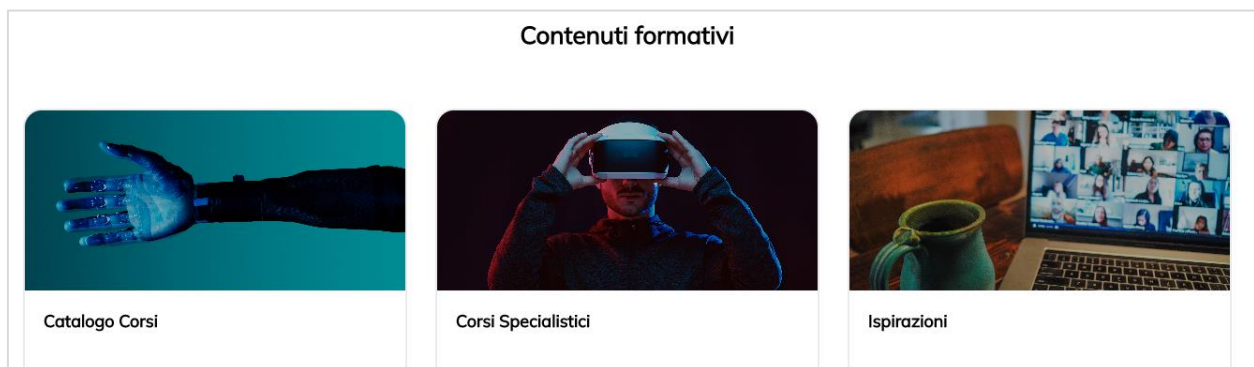 Contenuti formativi
Catalogo Corsi
Corsi Specialistici
Ispirazioni